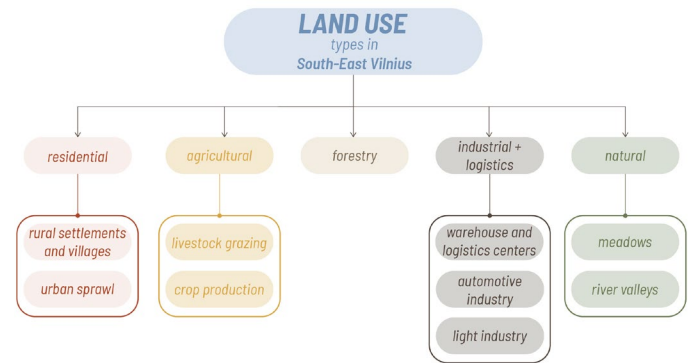 LAND USE
types in
South-East Vilnius
residential
agricultural
forestry
industrial +
logistics
natural
rural settlements
and villages
urban sprawl
livestock grazing
crop production
warehouse and
logistics centers
automotive
industry
light industry
meadows
river valleys